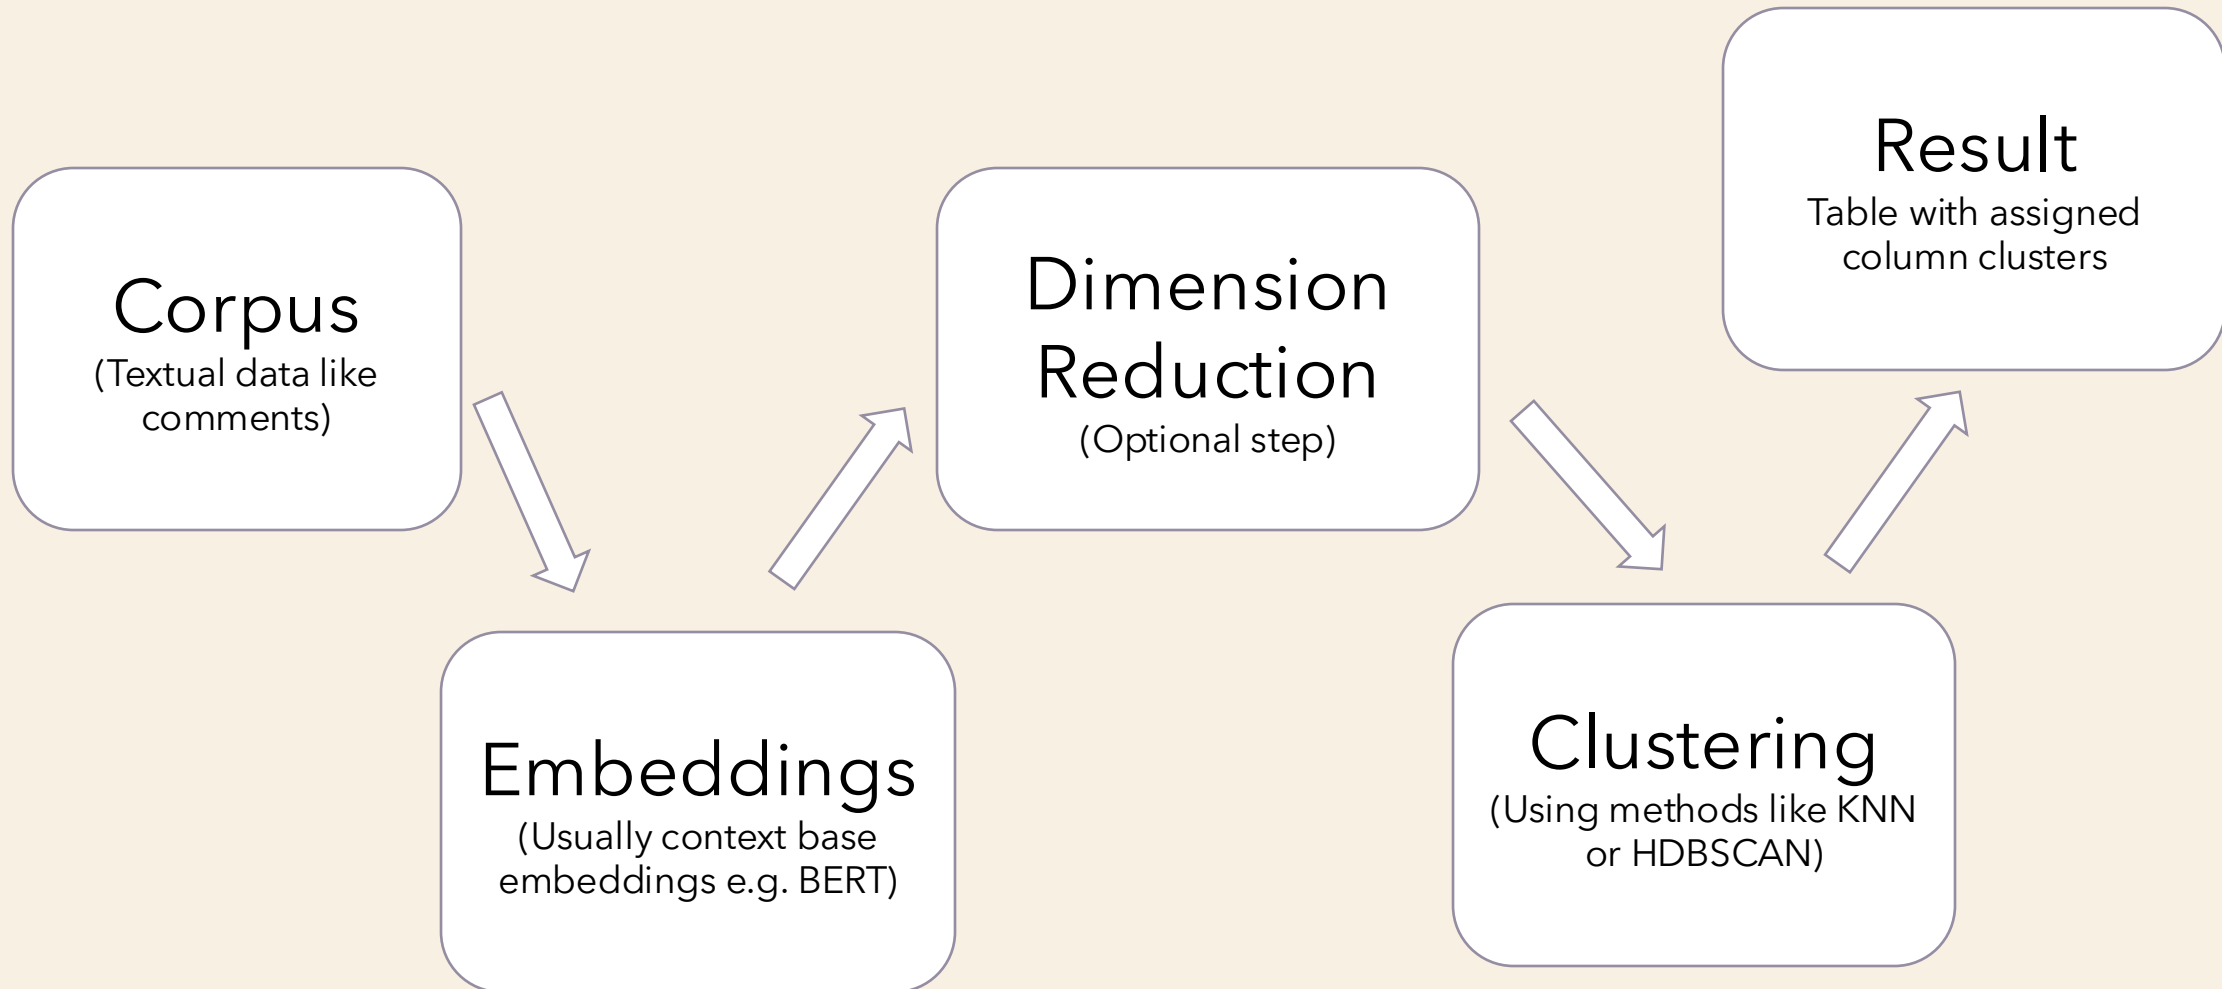 Corpus
(Textual data like
comments)
Embeddings
(Usually context base
embeddings e.g. BERT)
Dimension
Reduction
(Optional step)
Clustering
(Using methods like KNN
or HDBSCAN)
Result
Table with assigned
column clusters